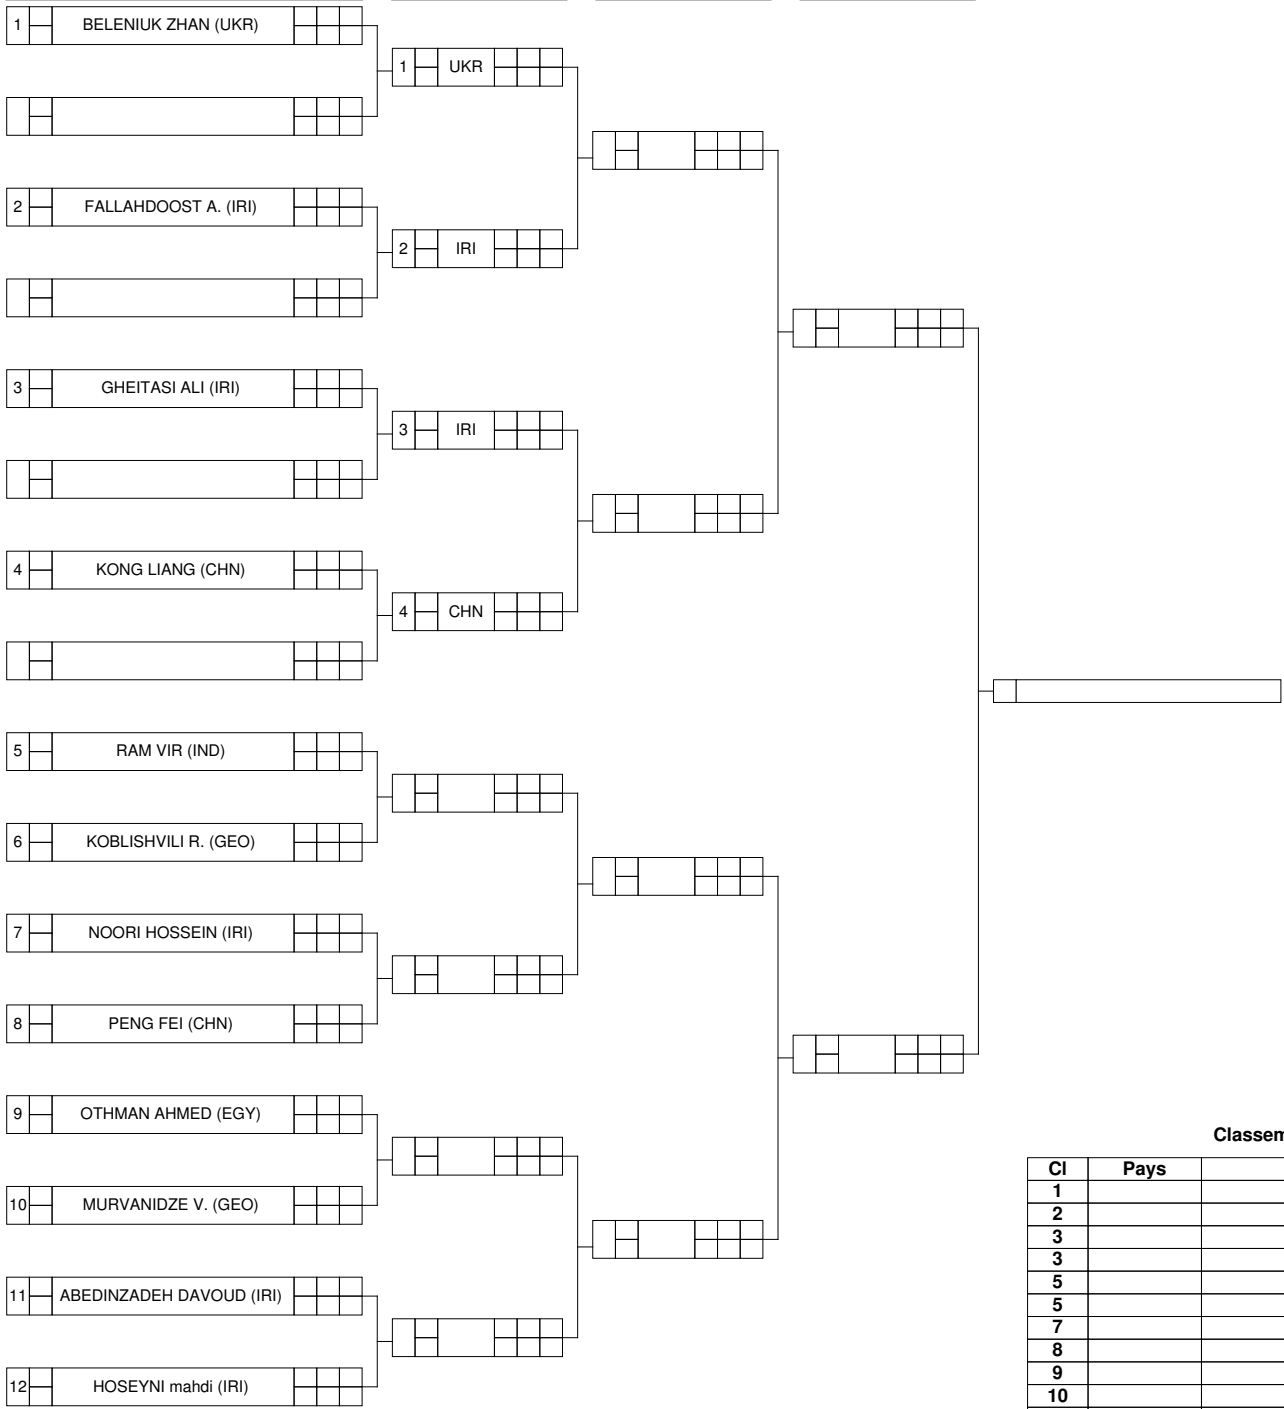 1 BELENIUK ZHAN (UKR)
1 UKR
2 FALLAHDOOST A. (IRI)
2 IRI
3 GHEITASI ALI (IRI)
3 IRI
4 KONG LIANG (CHN)
4 CHN
5 RAM VIR (IND)
6 KOBLISHVILI R. (GEO)
7 NOORI HOSSEIN (IRI)
8 PENG FEI (CHN)
9 OTHMAN AHMED (EGY)
10 MURVANIDZE V. (GEO)
11 ABEDINZADEH DAVOUD (IRI)
12 HOSEYNI mahdi (IRI)
Classem
Cl Pays
1
2
3
3
5
5
7
8
9
10